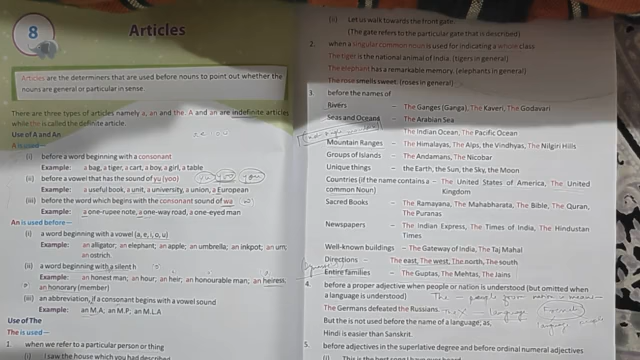 8
Articles
Articles are the determiners that are used before nouns to point out whether the
nouns are general or particular in sense.
There are three types of articles namely a; an and the. A and an are indefinite articles
while the is called the definite article.
Use of A and An
A is used—
(i) before a word beginning with a consonant
Example: a bag, a tiger, a cart, a boy, a girl, a table
(ii) before a vowel that has the sound of yu (yoo)
Example: a useful book, a unit, a university, a union, a European
(iii) before the word which begins with the consonant sound of wa
Example: a one-rupee note, a one-way road, a one-eyed man
An is used before—
(i) a word beginning with a vowel (a, e, i, o, u)
Example: an alligator; an elephant; an apple; an umbrella; an inkpot; an urn;
an ostrich.
(ii) a word beginning with a silent h
Example: an honest man; an hour, an heir; an honourable man; an heiress,
an honorary (member)
(iii) an abbreviation, if a consonant begins with a vowel sound
Example: an M.A; an M.P; an M.L.A
Use of The
The is used—
1 when we refer to a particular person or thing
(i) I saw the house which you had described
(ii) Let us walk towards the front gate.
(The gate refers to the particular gate that is described)
2. when a singular common noun is used for indicating a whole class
The tiger is the national animal of India. (tigers in general)
The elephant has a remarkable memory. (elephants in general)
The rose smells sweet. (roses in general)
3 before the names of
Rivers – The Ganges (Ganga), The Kaveri, The Godavari
Seas and Oceans – The Arabian Sea
The Indian Ocean, The Pacific Ocean
Mountain Ranges – The Himalayas, The Alps, the Vindhyas, The Nilgiri Hills
Groups of Islands – The Andamans, The Nicobar
Unique things – the Earth, the Sun, the Sky, the Moon
Countries (if the name contains a – The United States of America, The United
common Noun) Kingdom
Sacred Books – The Ramayana, The Mahabharata, The Bible, The Quran,
The Puranas
Newspapers – The Indian Express, The Times of India, The Hindustan
Times
Well-known buildings – The Gateway of India, The Taj Mahal
Directions – The east, The west, The north, The south
Entire families – The Guptas, The Mehtas, The Jains
4 before a proper adjective when people or nation is understood (but omitted when
a language is understood)
The Germans defeated the Russians.
But the is not used before the name of a language; as,
Hindi is easier than Sanskrit.
5 before adjectives in the superlative degree and before ordinal adjectives